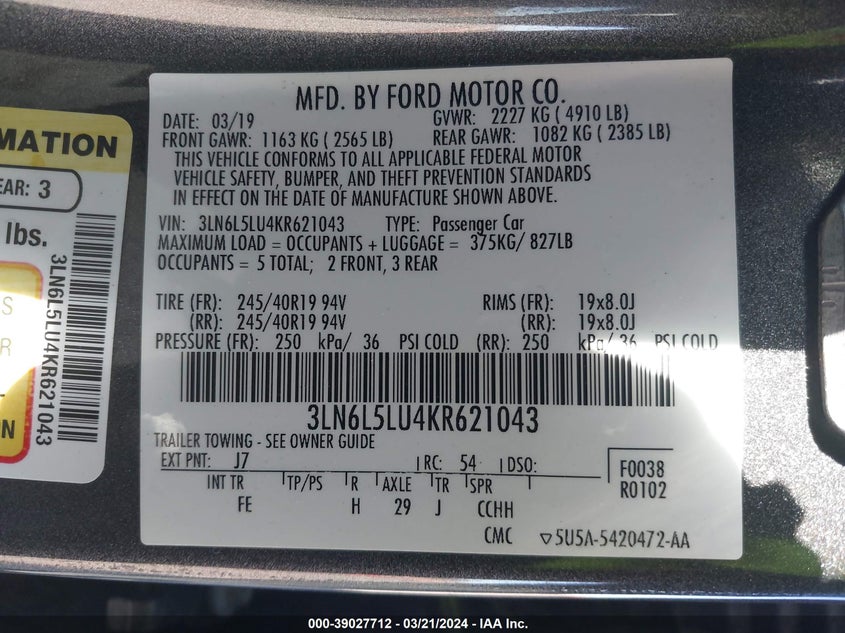 MFD. BY FORD MOTOR CO.
DATE: 03/19 GVWR: 2227 KG ( 4910 LB)
FRONT GAWR: 1163 KG ( 2565 LB) REAR GAWR: 1082 KG ( 2385 LB)
THIS VEHICLE CONFORMS TO ALL APPLICABLE FEDERAL MOTOR
VEHICLE SAFETY, BUMPER, AND THEFT PREVENTION STANDARDS
IN EFFECT ON THE DATE OF MANUFACTURE SHOWN ABOVE.
VIN: 3LN6L5LU4KR621043 TYPE: Passenger Car
MAXIMUM LOAD = OCCUPANTS + LUGGAGE = 375KG/ 827LB
OCCUPANTS = 5 TOTAL; 2 FRONT, 3 REAR
TIRE (FR): 245/40R19 94V RIMS (FR): 19x8.0J
(RR): 245/40R19 94V (RR): 19x8.0J
PRESSURE (FR): 250 kPa/ 36 PSI COLD (RR): 250 kPa/ 36 PSI COLD
3LN6L5LU4KR621043
TRAILER TOWING - SEE OWNER GUIDE
EXT PNT: J7 RC: 54 DSO: F0038
R0102
INT TR TP/PS R AXLE TR SPR
FE H 29 J CCHH
CMC ▽5U5A-5420472-AA
MATION
EAR: 3
lbs.
3LN6L5LU4KR621043
S
R
N
000-39027712 — 03/21/2024 — IAA Inc.